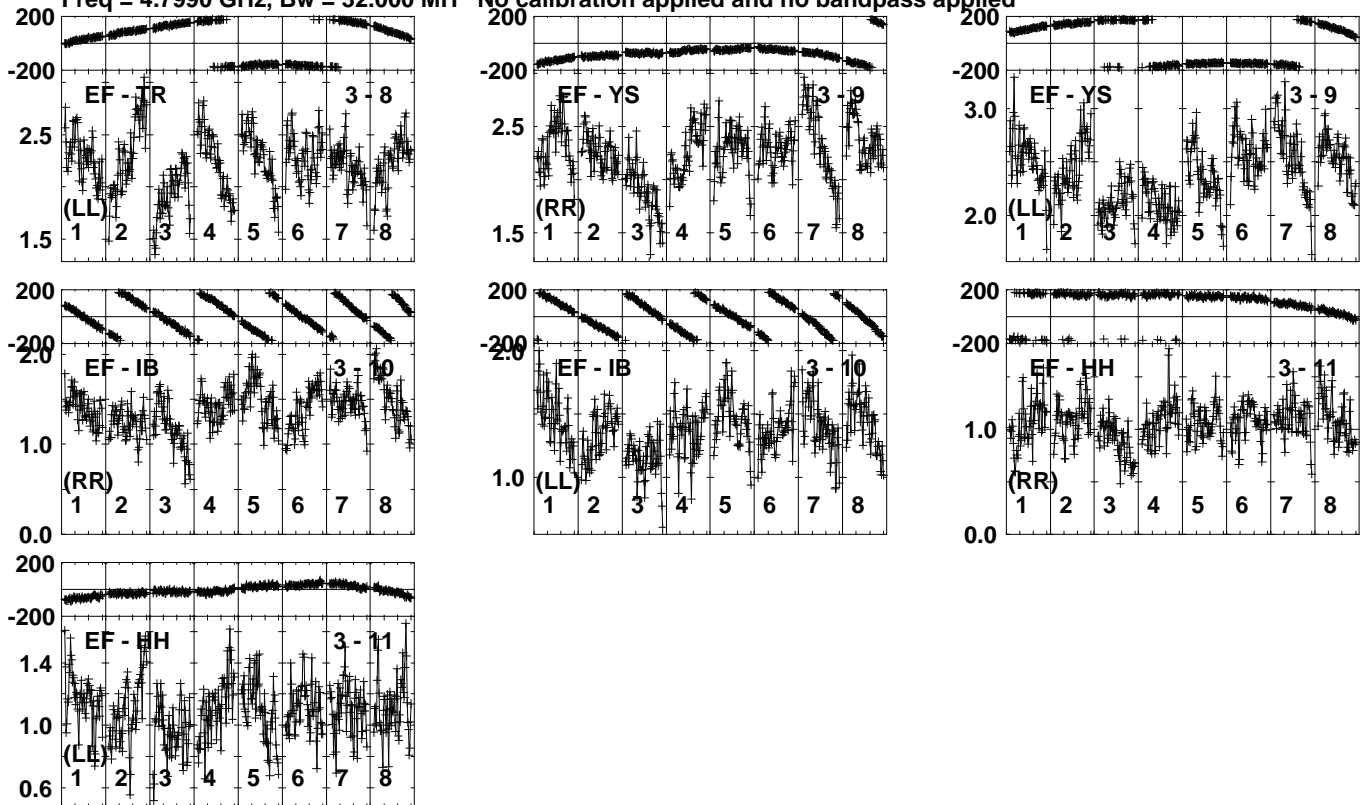 Freq = 4.7990 GHz, Bw = 32.000 MH No calibration applied and no bandpass applied
200
-200
EF - TR 3 - 8
2.5
1.5
(LL)
1 2 3 4 5 6 7 8
200
-200
EF - YS 3 - 9
2.5
1.5
(RR)
1 2 3 4 5 6 7 8
200
-200
EF - YS 3 - 9
3.0
2.0
(LL)
1 2 3 4 5 6 7 8
200
-200
2.0
EF - IB 3 - 10
1.0
0.0
(RR)
1 2 3 4 5 6 7 8
200
-200
2.0
EF - IB 3 - 10
1.0
(LL)
1 2 3 4 5 6 7 8
200
-200
EF - HH 3 - 11
1.0
0.0
(RR)
1 2 3 4 5 6 7 8
200
-200
EF - HH 3 - 11
1.4
1.0
0.6
(LL)
1 2 3 4 5 6 7 8